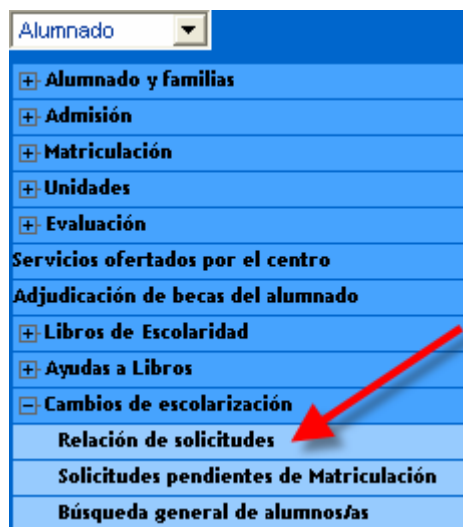 Alumnado
Alumnado y familias
Admisión
Matriculación
Unidades
Evaluación
Servicios ofertados por el centro
Adjudicación de becas del alumnado
Libros de Escolaridad
Ayudas a Libros
Cambios de escolarización
Relación de solicitudes
Solicitudes pendientes de Matriculación
Búsqueda general de alumnos/as